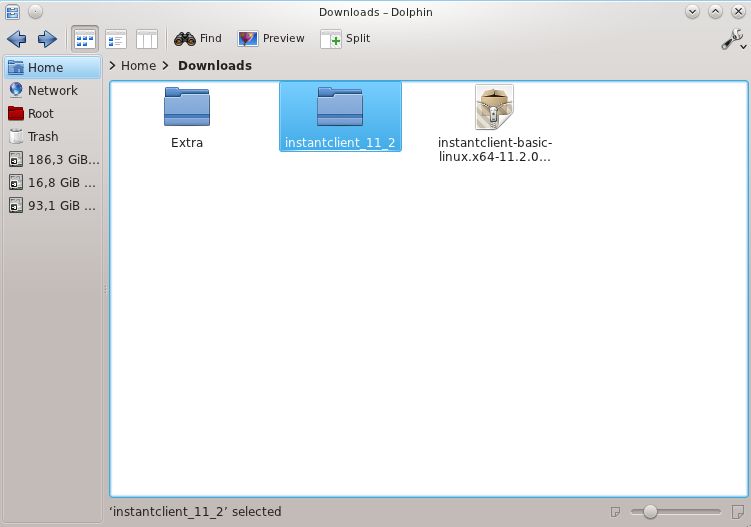 Downloads – Dolphin
Find Preview Split
Home
Network
Root
Trash
186,3 GiB...
16,8 GiB ...
93,1 GiB ...
Home Downloads
Extra
instantclient_11_2
instantclient-basic-
linux.x64-11.2.0...
‘instantclient_11_2’ selected